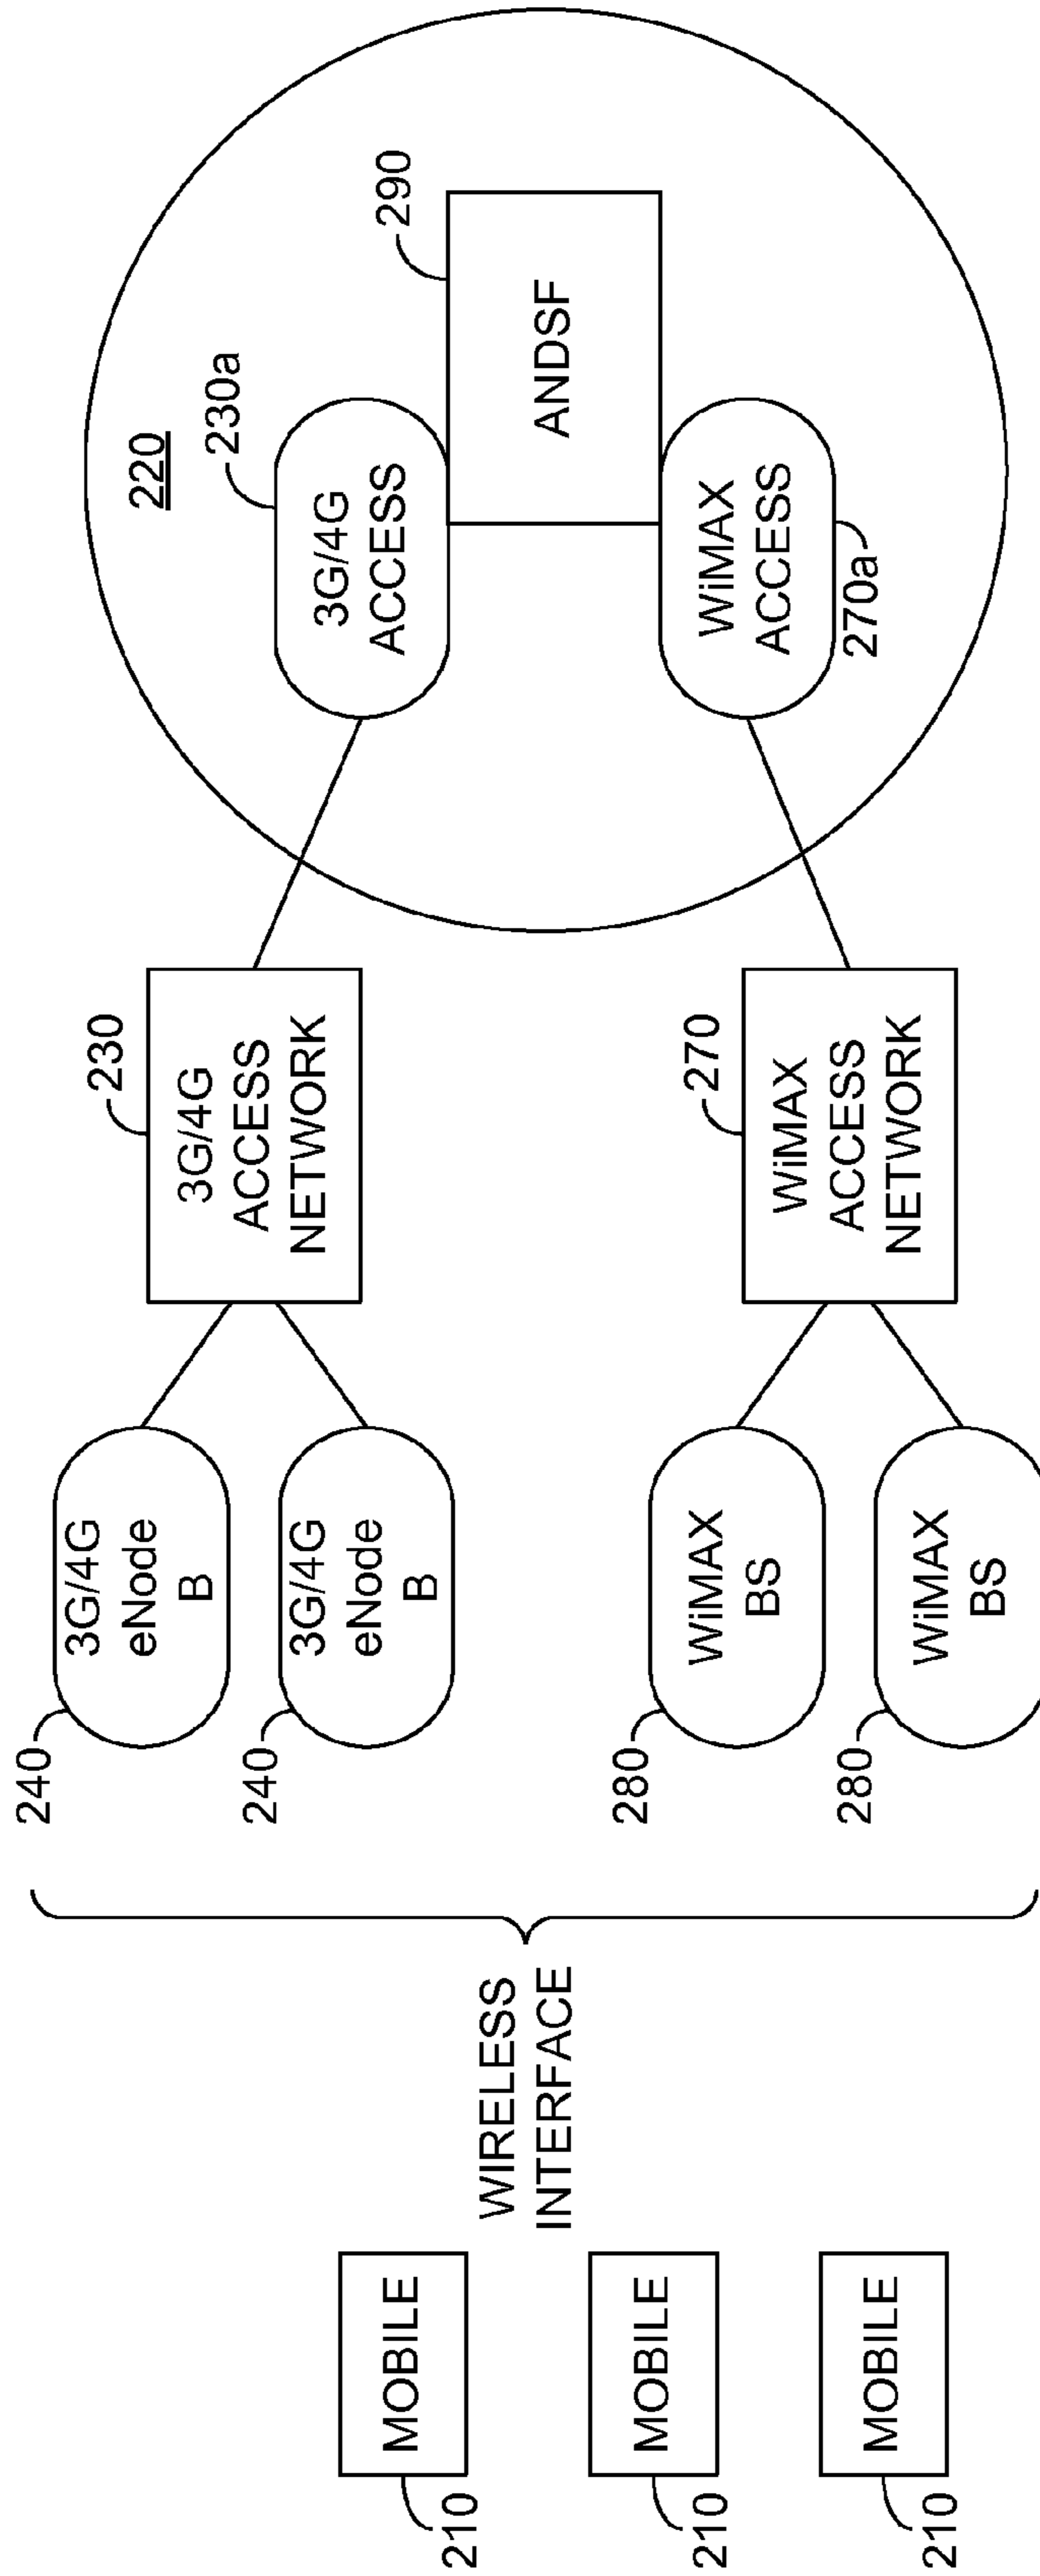 210
MOBILE
210
MOBILE
210
MOBILE
WIRELESS
INTERFACE
240
3G/4G
eNode
B
240
3G/4G
eNode
B
280
WiMAX
BS
280
WiMAX
BS
230
3G/4G
ACCESS
NETWORK
270
WiMAX
ACCESS
NETWORK
220
230a
3G/4G
ACCESS
290
ANDSF
WiMAX
ACCESS
270a